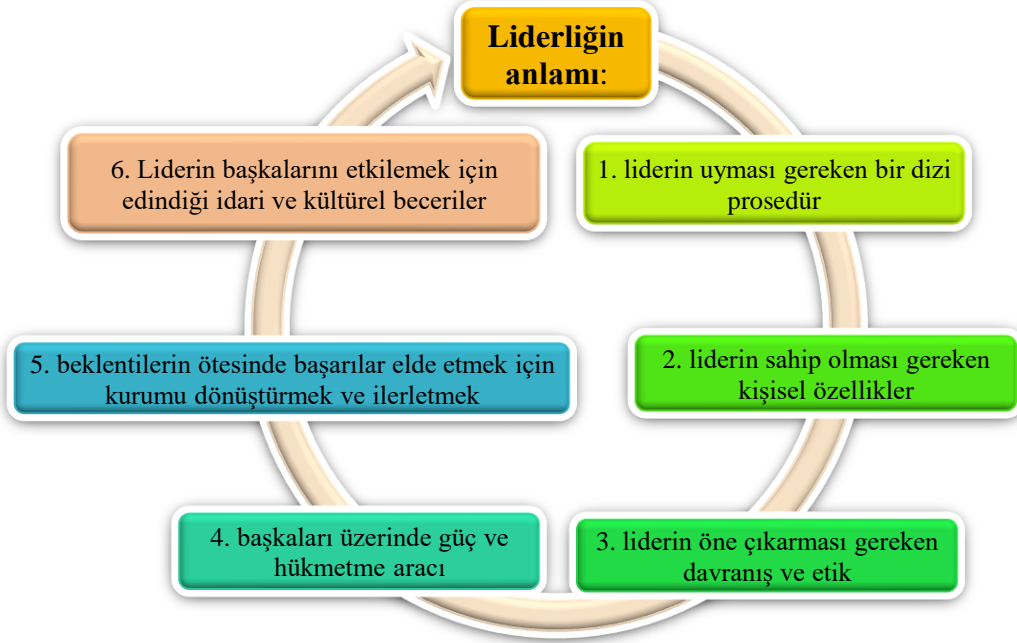 Liderliğin
anlamı:
1. liderin uyması gereken bir dizi
prosedür
2. liderin sahip olması gereken
kişisel özellikler
3. liderin öne çıkarması gereken
davranış ve etik
4. başkaları üzerinde güç ve
hükmetme aracı
5. beklentilerin ötesinde başarılar elde etmek için
kurumu dönüştürmek ve ilerletmek
6. Liderin başkalarını etkilemek için
edindiği idari ve kültürel beceriler